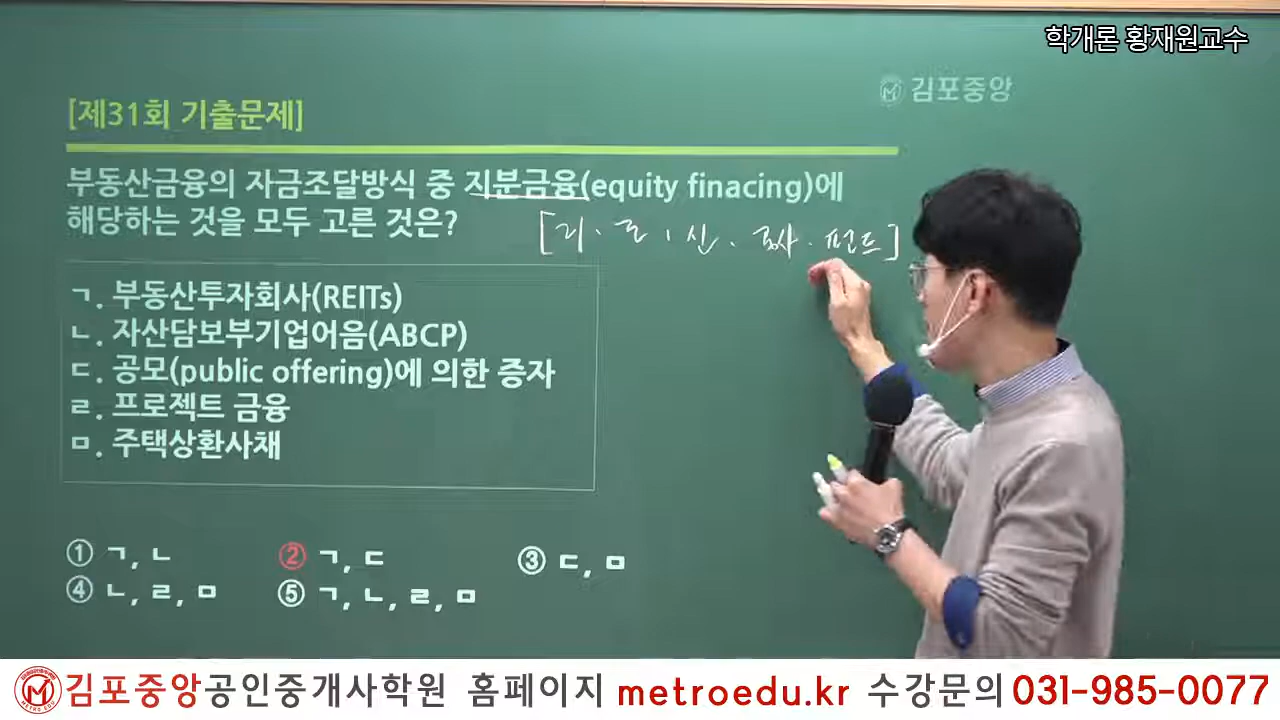 학개론 황재원교수
김포중앙
[제31회 기출문제]
부동산금융의 자금조달방식 중 지분금융(equity finacing)에
해당하는 것을 모두 고른 것은?
[리. . 신. . 펀드]
ㄱ. 부동산투자회사(REITs)
ㄴ. 자산담보부기업어음(ABCP)
ㄷ. 공모(public offering)에 의한 증자
ㄹ. 프로젝트 금융
ㅁ. 주택상환사채
① ㄱ, ㄴ ② ㄱ, ㄷ ③ ㄷ, ㅁ
④ ㄴ, ㄹ, ㅁ ⑤ ㄱ, ㄴ, ㄹ, ㅁ
김포중앙공인중개사학원 홈페이지 metroedu.kr 수강문의 031-985-0077